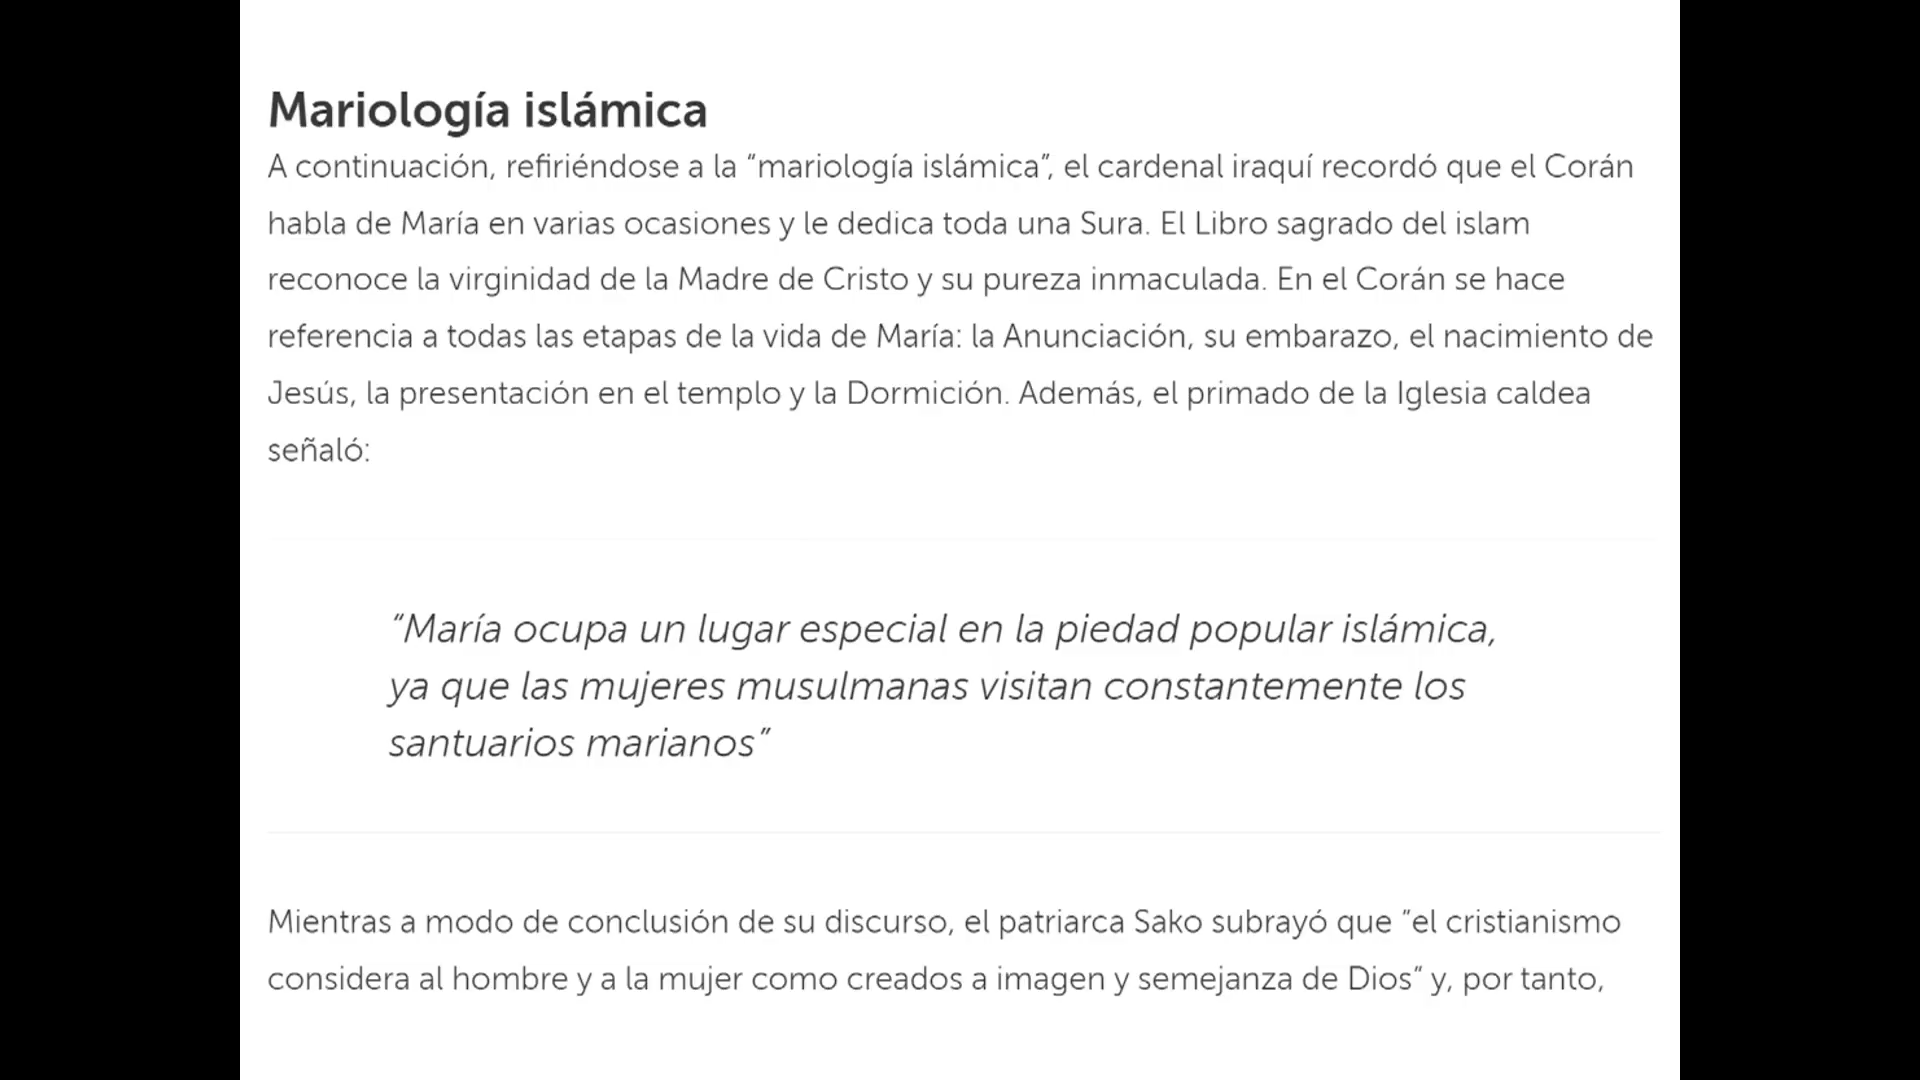 Mariología islámica
A continuación, refiriéndose a la “mariología islámica”, el cardenal iraquí recordó que el Corán
habla de María en varias ocasiones y le dedica toda una Sura. El Libro sagrado del islam
reconoce la virginidad de la Madre de Cristo y su pureza inmaculada. En el Corán se hace
referencia a todas las etapas de la vida de María: la Anunciación, su embarazo, el nacimiento de
Jesús, la presentación en el templo y la Dormición. Además, el primado de la Iglesia caldea
señaló:
“María ocupa un lugar especial en la piedad popular islámica,
ya que las mujeres musulmanas visitan constantemente los
santuarios marianos”
Mientras a modo de conclusión de su discurso, el patriarca Sako subrayó que “el cristianismo
considera al hombre y a la mujer como creados a imagen y semejanza de Dios” y, por tanto,